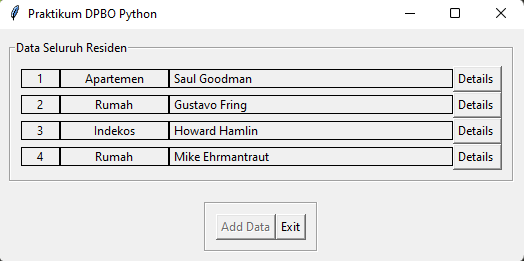 Praktikum DPBO Python
Data Seluruh Residen
1 Apartemen Saul Goodman Details
2 Rumah Gustavo Fring Details
3 Indekos Howard Hamlin Details
4 Rumah Mike Ehrmantraut Details
Add Data Exit